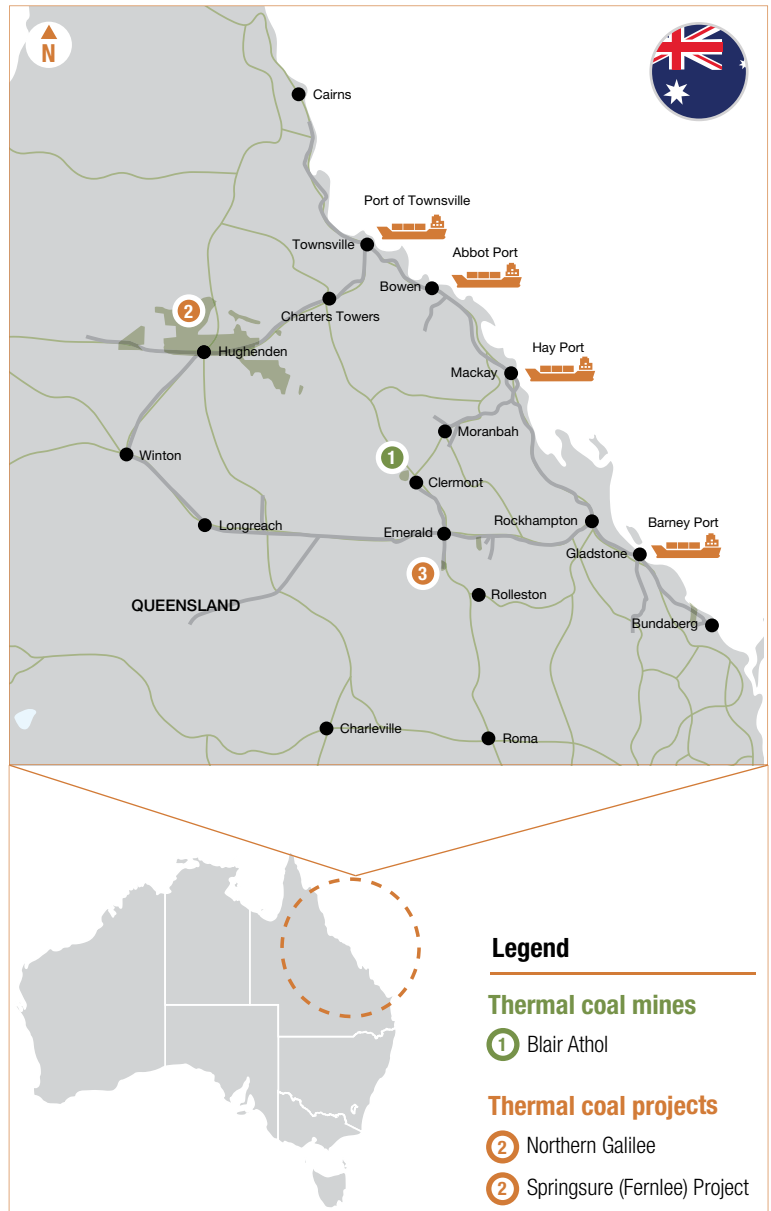 N
Cairns
Port of Townsville
Townsville
Abbot Port
Bowen
Charters Towers
2
Hughenden
Hay Port
Mackay
Moranbah
1
Winton
Clermont
Longreach
Emerald
Rockhampton
Barney Port
Gladstone
3
Rolleston
QUEENSLAND
Bundaberg
Charleville
Roma
Legend
Thermal coal mines
1 Blair Athol
Thermal coal projects
2 Northern Galilee
2 Springsure (Fernlee) Project